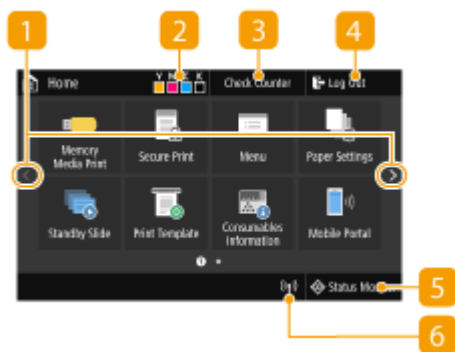 1
2
3
4
Home
Y M C K
Check Counter
Log Out
Memory
Media Print
Secure Print
Menu
Paper Settings
Standby Slide
Print Template
Consumables
Information
Mobile Portal
Status Mo
5
6